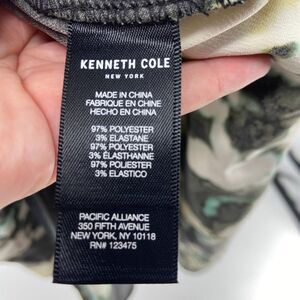 KENNETH COLE
NEW YORK
MADE IN CHINA
FABRIQUE EN CHINE
HECHO EN CHINA
97% POLYESTER
3% ELASTANE
97% POLYESTER
3% ELASTHANNE
97% POLIESTER
3% ELASTICO
PACIFIC ALLIANCE
350 FIFTH AVENUE
NEW YORK, NY 10118
RN# 123475